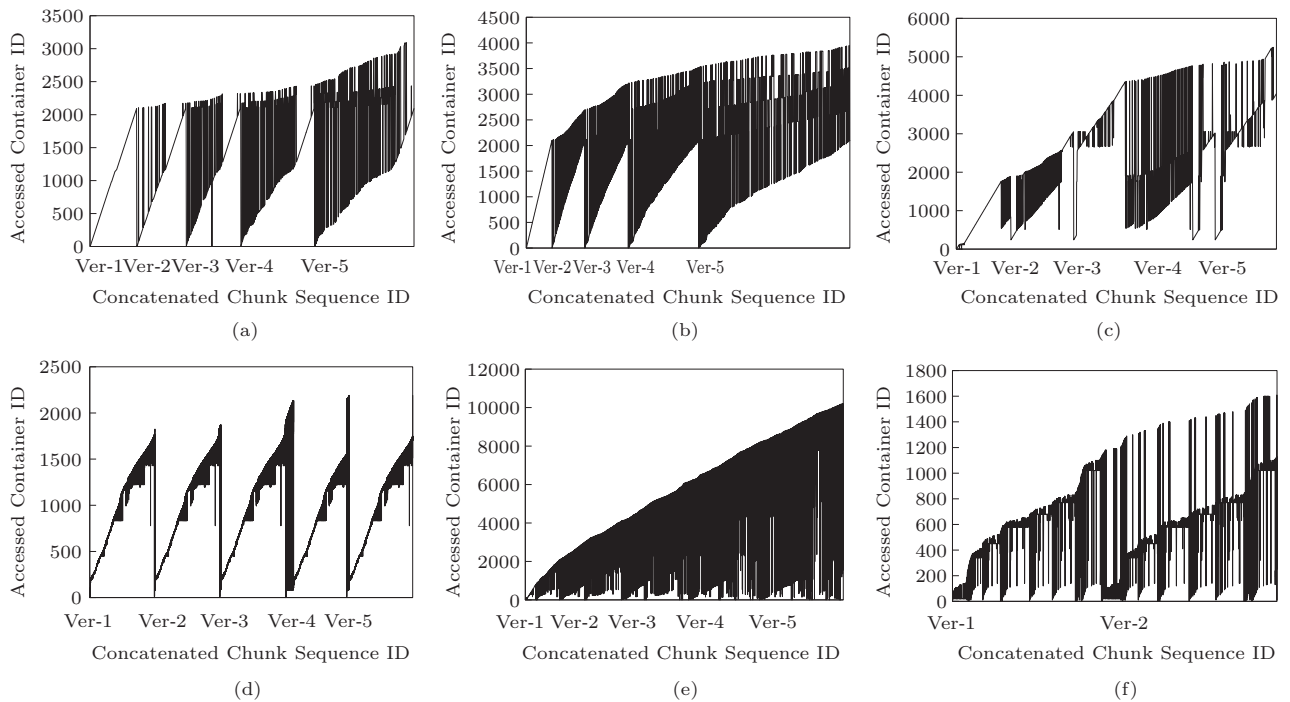 Accessed Container ID
3500
3000
2500
2000
1500
1000
500
0
Ver-1 Ver-2 Ver-3 Ver-4 Ver-5
Concatenated Chunk Sequence ID
(a)
Accessed Container ID
4500
4000
3500
3000
2500
2000
1500
1000
500
0
Ver-1 Ver-2 Ver-3 Ver-4 Ver-5
Concatenated Chunk Sequence ID
(b)
Accessed Container ID
6000
5000
4000
3000
2000
1000
0
Ver-1 Ver-2 Ver-3 Ver-4 Ver-5
Concatenated Chunk Sequence ID
(c)
Accessed Container ID
2500
2000
1500
1000
500
0
Ver-1 Ver-2 Ver-3 Ver-4 Ver-5
Concatenated Chunk Sequence ID
(d)
Accessed Container ID
12000
10000
8000
6000
4000
2000
0
Ver-1 Ver-2 Ver-3 Ver-4 Ver-5
Concatenated Chunk Sequence ID
(e)
Accessed Container ID
1800
1600
1400
1200
1000
800
600
400
200
0
Ver-1 Ver-2
Concatenated Chunk Sequence ID
(f)